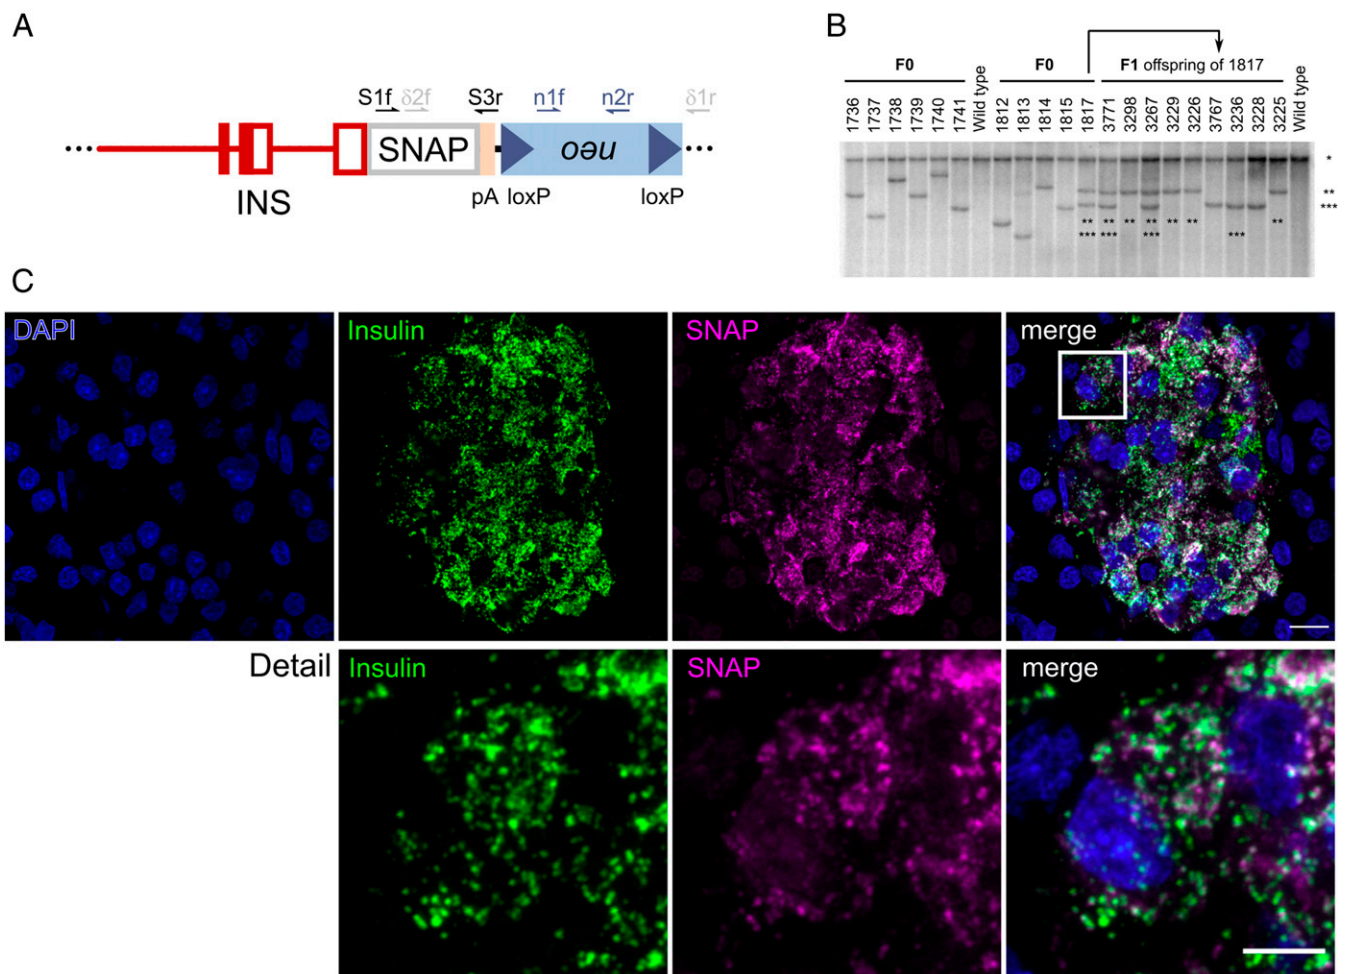 A
S1f δ2f S3r n1f n2r δ1r
SNAP neo
INS pA loxP loxP
B
F0 F0 F1 offspring of 1817
1736 1737 1738 1739 1740 1741 Wild type 1812 1813 1814 1815 1817 3771 3298 3267 3229 3226 3767 3236 3228 3225 Wild type
*
**
***
** ** ** ** ** ** **
*** *** *** ***
C
DAPI Insulin SNAP merge
Detail Insulin SNAP merge